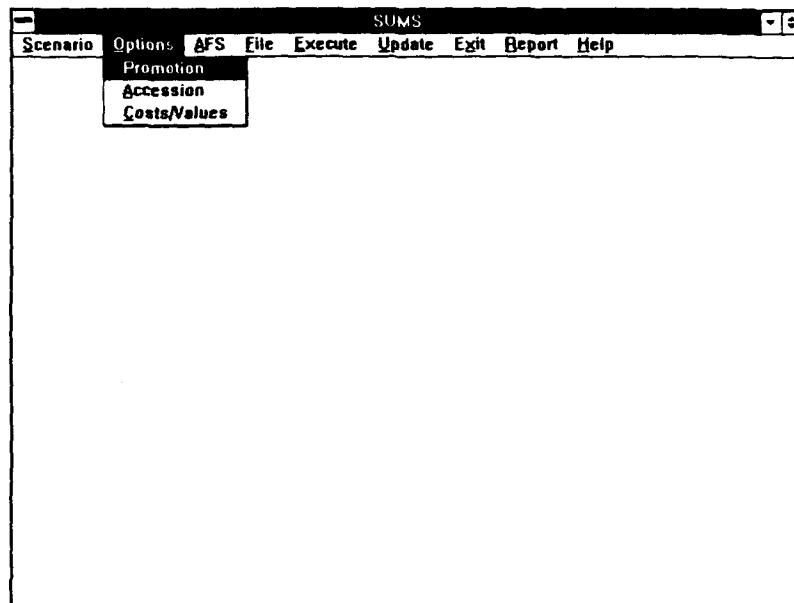 SUMS
Scenario Options AFS File Execute Update Exit Report Help
Promotion
Accession
Costs/Values